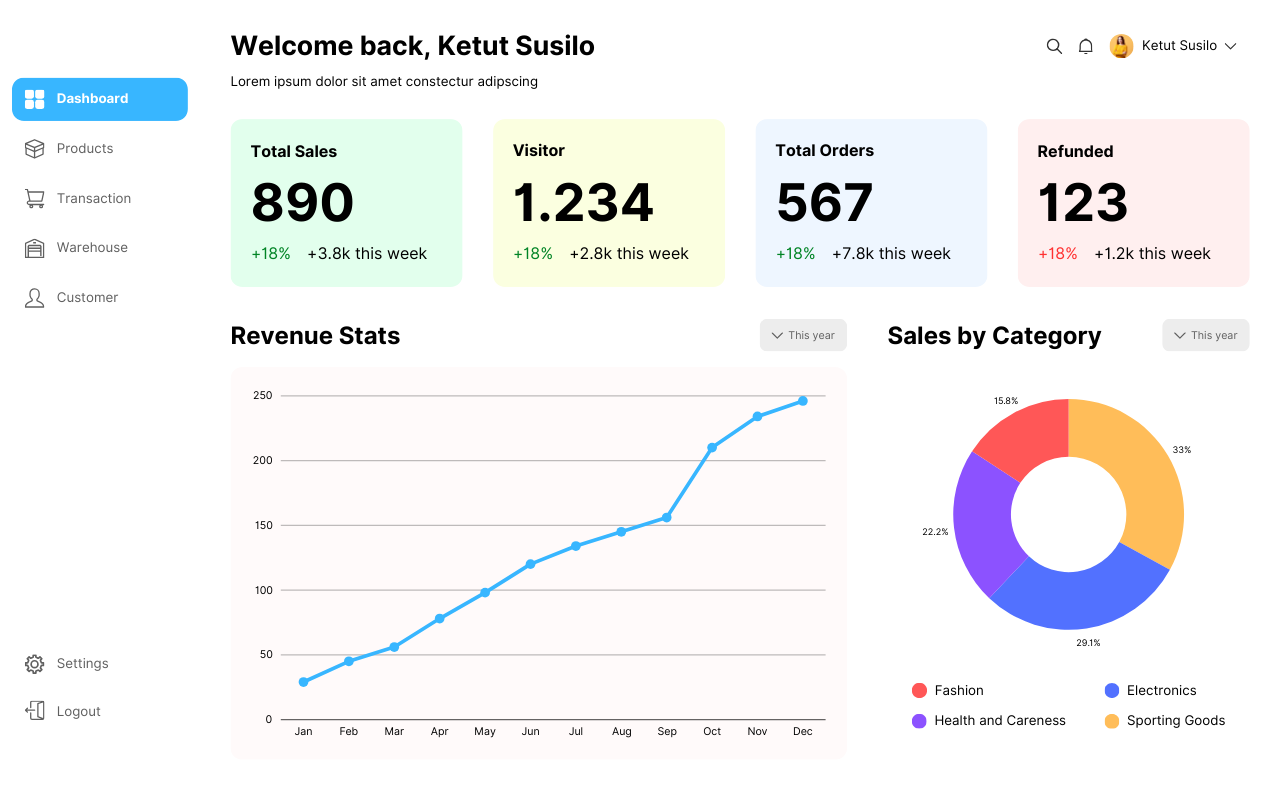 Dashboard
Products
Transaction
Warehouse
Customer
Settings
Logout
Welcome back, Ketut Susilo
Lorem ipsum dolor sit amet constectur adipscing
Ketut Susilo
Total Sales
890
+18% +3.8k this week
Visitor
1.234
+18% +2.8k this week
Total Orders
567
+18% +7.8k this week
Refunded
123
+18% +1.2k this week
Revenue Stats
This year
250
200
150
100
50
0
Jan Feb Mar Apr May Jun Jul Aug Sep Oct Nov Dec
Sales by Category
This year
15.8%
33%
22.2%
29.1%
Fashion
Electronics
Health and Careness
Sporting Goods